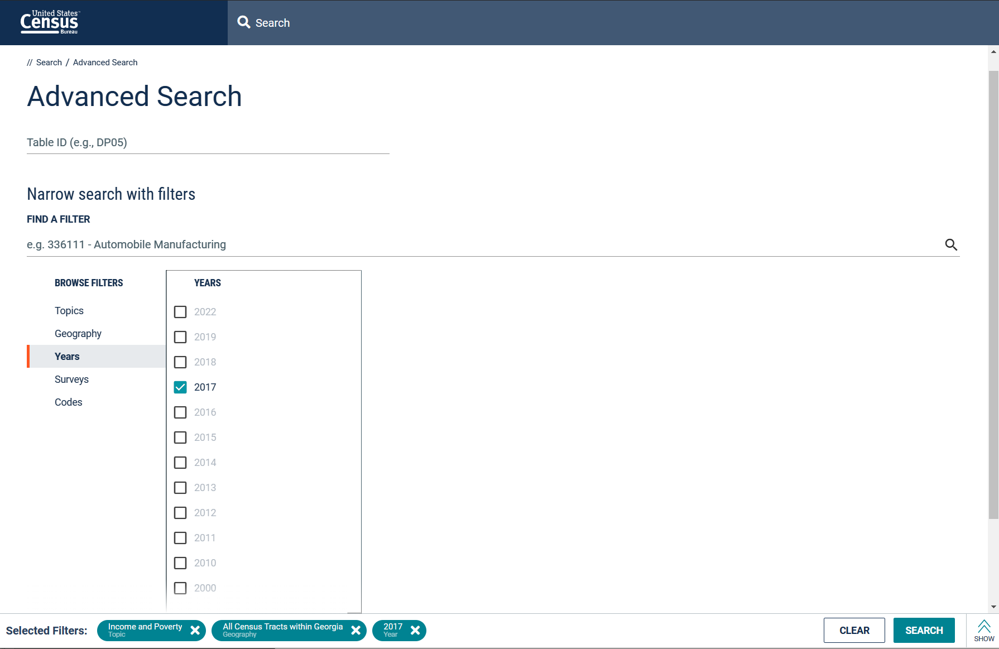 United States™
Census
Bureau
Search
// Search / Advanced Search
Advanced Search
Table ID (e.g., DP05)
Narrow search with filters
FIND A FILTER
e.g. 336111 - Automobile Manufacturing
BROWSE FILTERS
Topics
Geography
Years
Surveys
Codes
YEARS
2022
2019
2018
2017
2016
2015
2014
2013
2012
2011
2010
2000
Selected Filters:
Income and Poverty
Topic
All Census Tracts within Georgia
Geography
2017
Year
CLEAR
SEARCH
SHOW